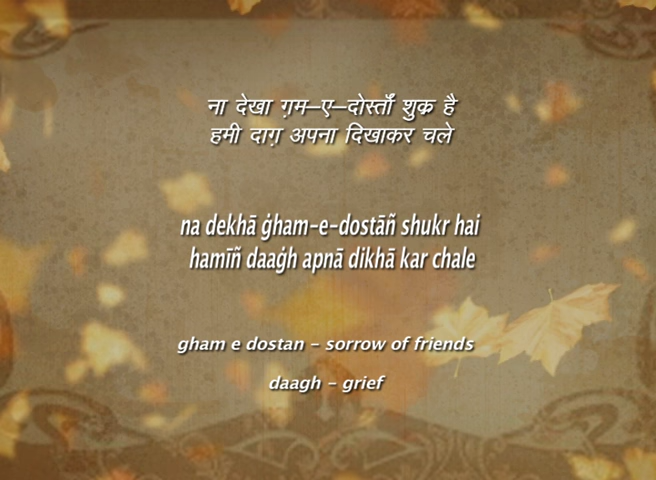 ना देखा ग़म–ए–दोस्ताँ शुक्र है
हमी दाग़ अपना दिखाकर चले
na dekhā ġham-e-dostāñ shukr hai
hamīñ daaġh apnā dikhā kar chale
gham e dostan – sorrow of friends
daagh – grief